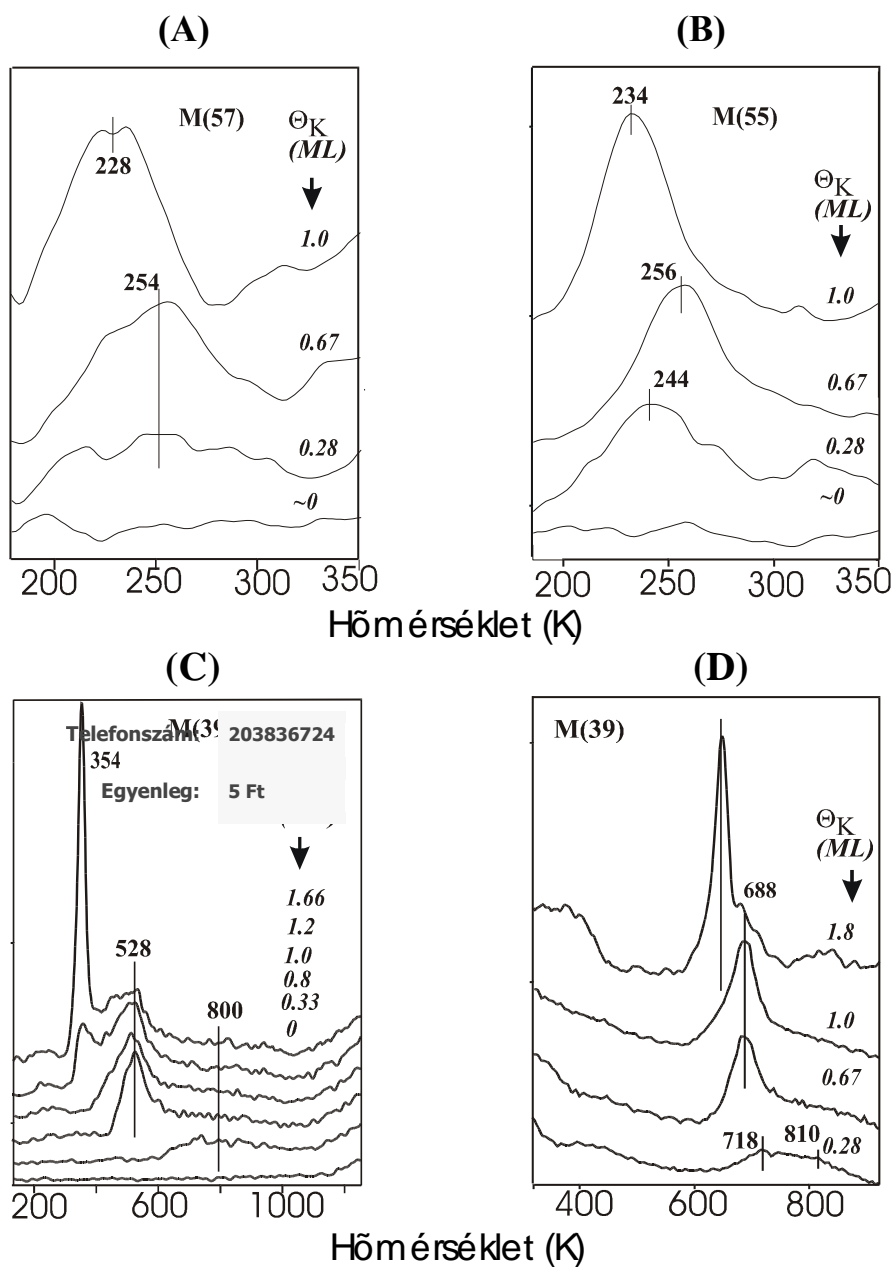 (A)
M(57)
Θ_K
(ML)
228
1.0
254
0.67
0.28
~0
200 250 300 350
(B)
234
M(55)
Θ_K
(ML)
256
1.0
244
0.67
0.28
~0
200 250 300 350
Hõmérséklet (K)
(C)
M(39
Telefonszám: 203836724
354
Egyenleg: 5 Ft
1.66
1.2
1.0
0.8
0.33
0
528
800
200 600 1000
(D)
M(39)
Θ_K
(ML)
688
1.8
1.0
0.67
718 810 0.28
400 600 800
Hõmérséklet (K)